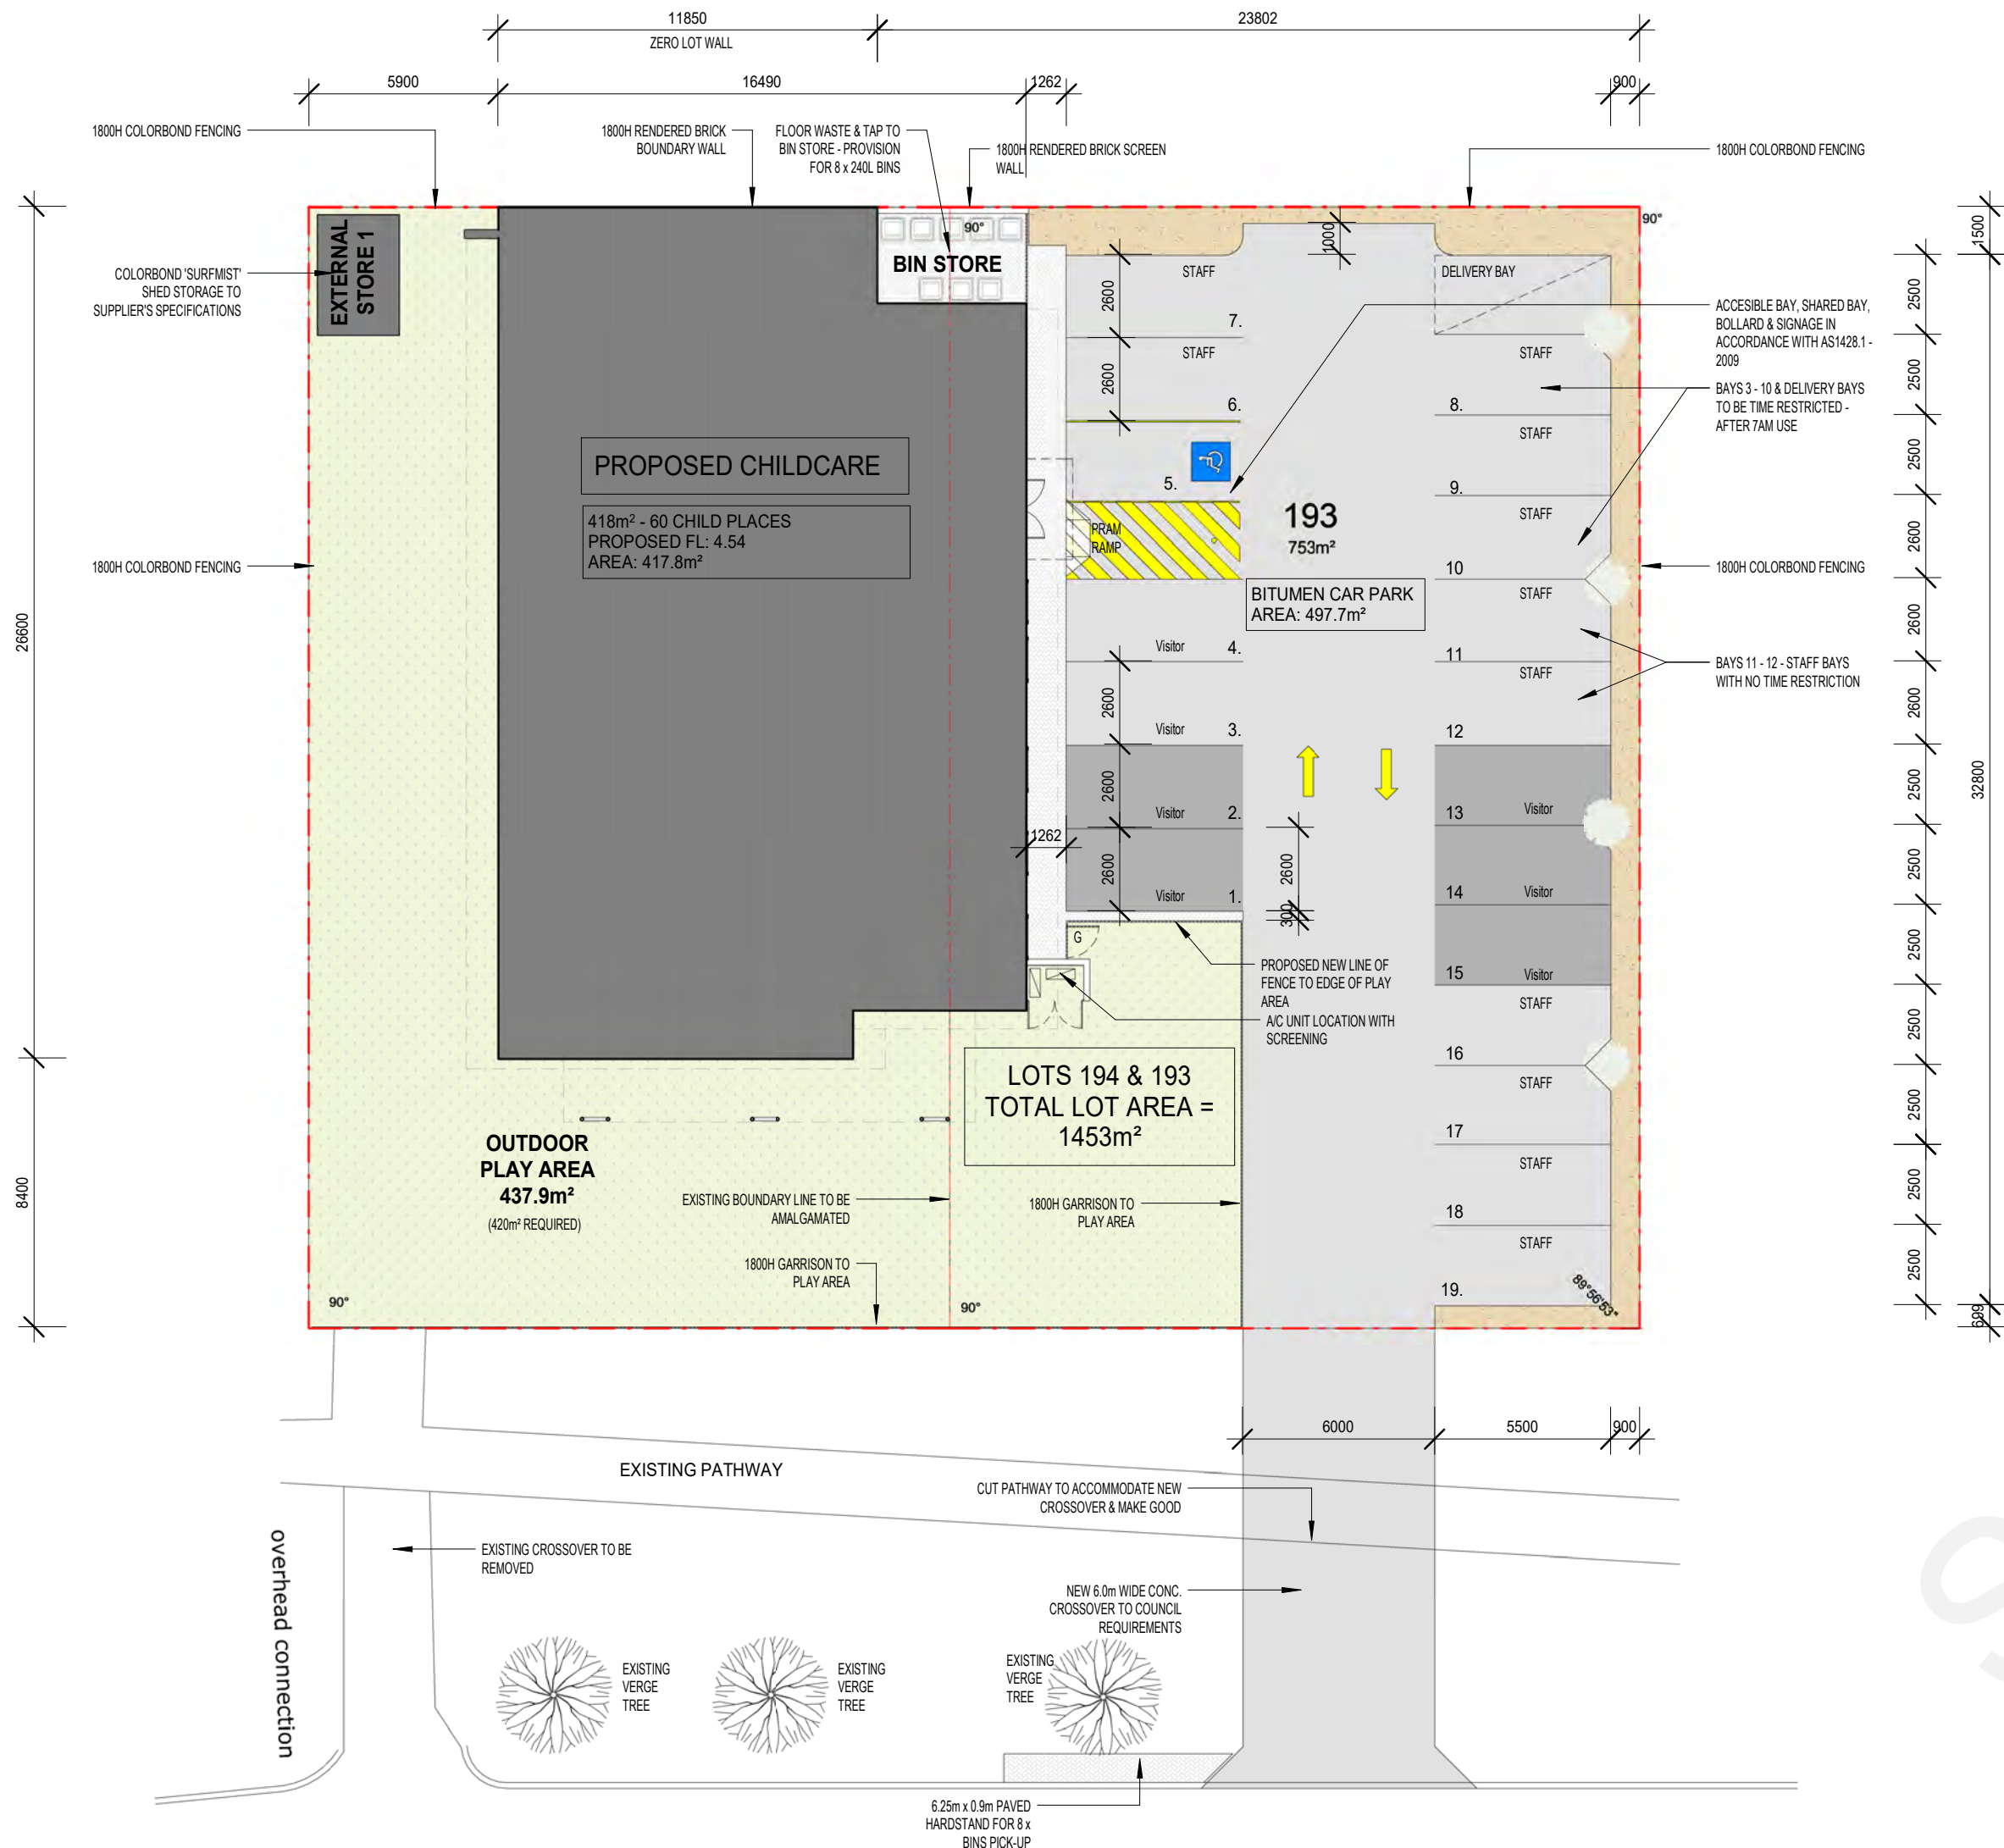 11850
23802
ZERO LOT WALL
5900
16490
1262
900
1800H COLORBOND FENCING
1800H RENDERED BRICK
BOUNDARY WALL
FLOOR WASTE & TAP TO
BIN STORE - PROVISION
FOR 8 x 240L BINS
1800H RENDERED BRICK SCREEN
WALL
1800H COLORBOND FENCING
90°
90°
EXTERNAL
STORE 1
COLORBOND 'SURFMIST'
SHED STORAGE TO
SUPPLIER'S SPECIFICATIONS
BIN STORE
1000
1500
STAFF
DELIVERY BAY
2600
2500
7.
ACCESIBLE BAY, SHARED BAY,
BOLLARD & SIGNAGE IN
ACCORDANCE WITH AS1428.1 -
2009
STAFF
STAFF
2600
2500
6.
8.
BAYS 3 - 10 & DELIVERY BAYS
TO BE TIME RESTRICTED -
AFTER 7AM USE
STAFF
2500
PROPOSED CHILDCARE
5.
9.
418m² - 60 CHILD PLACES
PROPOSED FL: 4.54
AREA: 417.8m²
193
753m²
STAFF
PRAM
RAMP
2600
1800H COLORBOND FENCING
10
1800H COLORBOND FENCING
BITUMEN CAR PARK
AREA: 497.7m²
STAFF
2600
26600
Visitor
4.
11
STAFF
BAYS 11 - 12 - STAFF BAYS
WITH NO TIME RESTRICTION
2600
2600
Visitor
3.
12
32800
2600
2500
Visitor
2.
13
Visitor
1262
2600
2600
2500
Visitor
1.
14
Visitor
300
G
2500
PROPOSED NEW LINE OF
FENCE TO EDGE OF PLAY
AREA
15
Visitor
STAFF
A/C UNIT LOCATION WITH
SCREENING
2500
16
LOTS 194 & 193
TOTAL LOT AREA =
1453m²
STAFF
2500
OUTDOOR
PLAY AREA
437.9m²
(420m² REQUIRED)
17
STAFF
8400
EXISTING BOUNDARY LINE TO BE
AMALGAMATED
1800H GARRISON TO
PLAY AREA
2500
18
STAFF
1800H GARRISON TO
PLAY AREA
2500
19.
89°56'53"
90°
90°
699
6000
5500
900
EXISTING PATHWAY
CUT PATHWAY TO ACCOMMODATE NEW
CROSSOVER & MAKE GOOD
overhead connection
EXISTING CROSSOVER TO BE
REMOVED
NEW 6.0m WIDE CONC.
CROSSOVER TO COUNCIL
REQUIREMENTS
EXISTING
VERGE
TREE
EXISTING
VERGE
TREE
EXISTING
VERGE
TREE
6.25m x 0.9m PAVED
HARDSTAND FOR 8 x
BINS PICK-UP